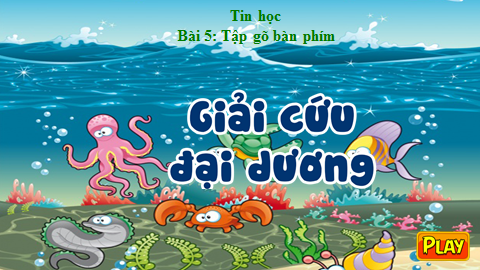 Tin học
Bài 5: Tập gõ bàn phím
Giải cứu
đại dương
PLAY